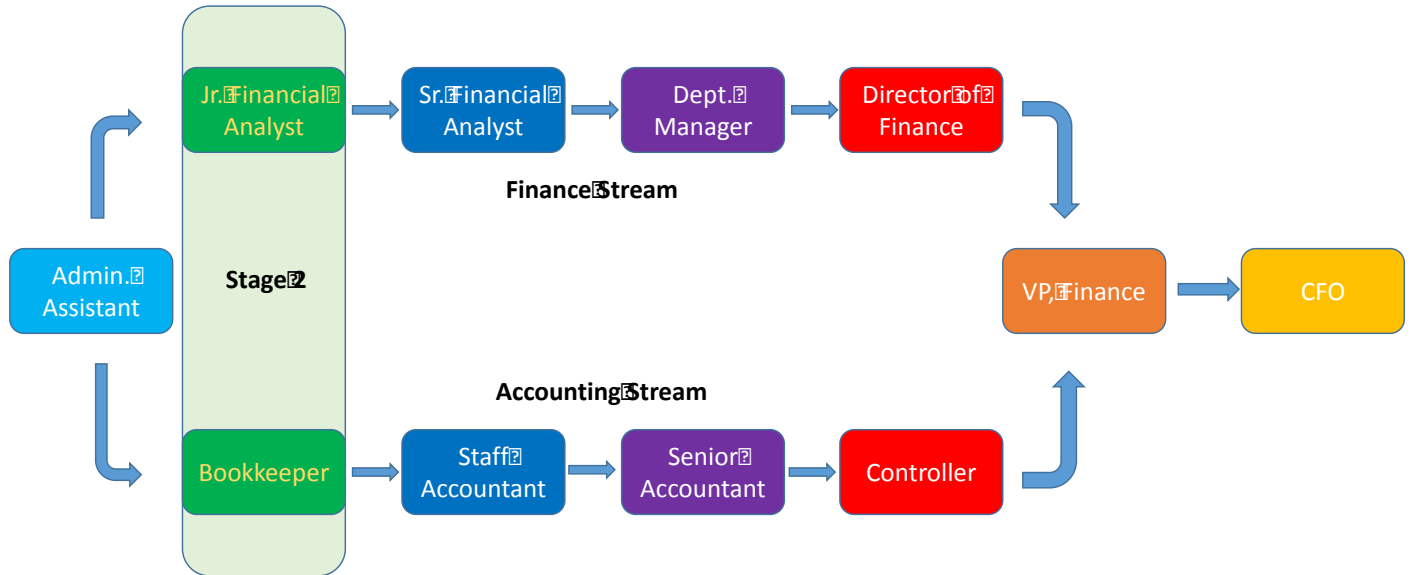 Jr. Financial
Analyst
Sr. Financial
Analyst
Dept.
Manager
Director of
Finance
Finance Stream
Admin.
Assistant
Stage 2
VP, Finance
CFO
Accounting Stream
Bookkeeper
Staff
Accountant
Senior
Accountant
Controller